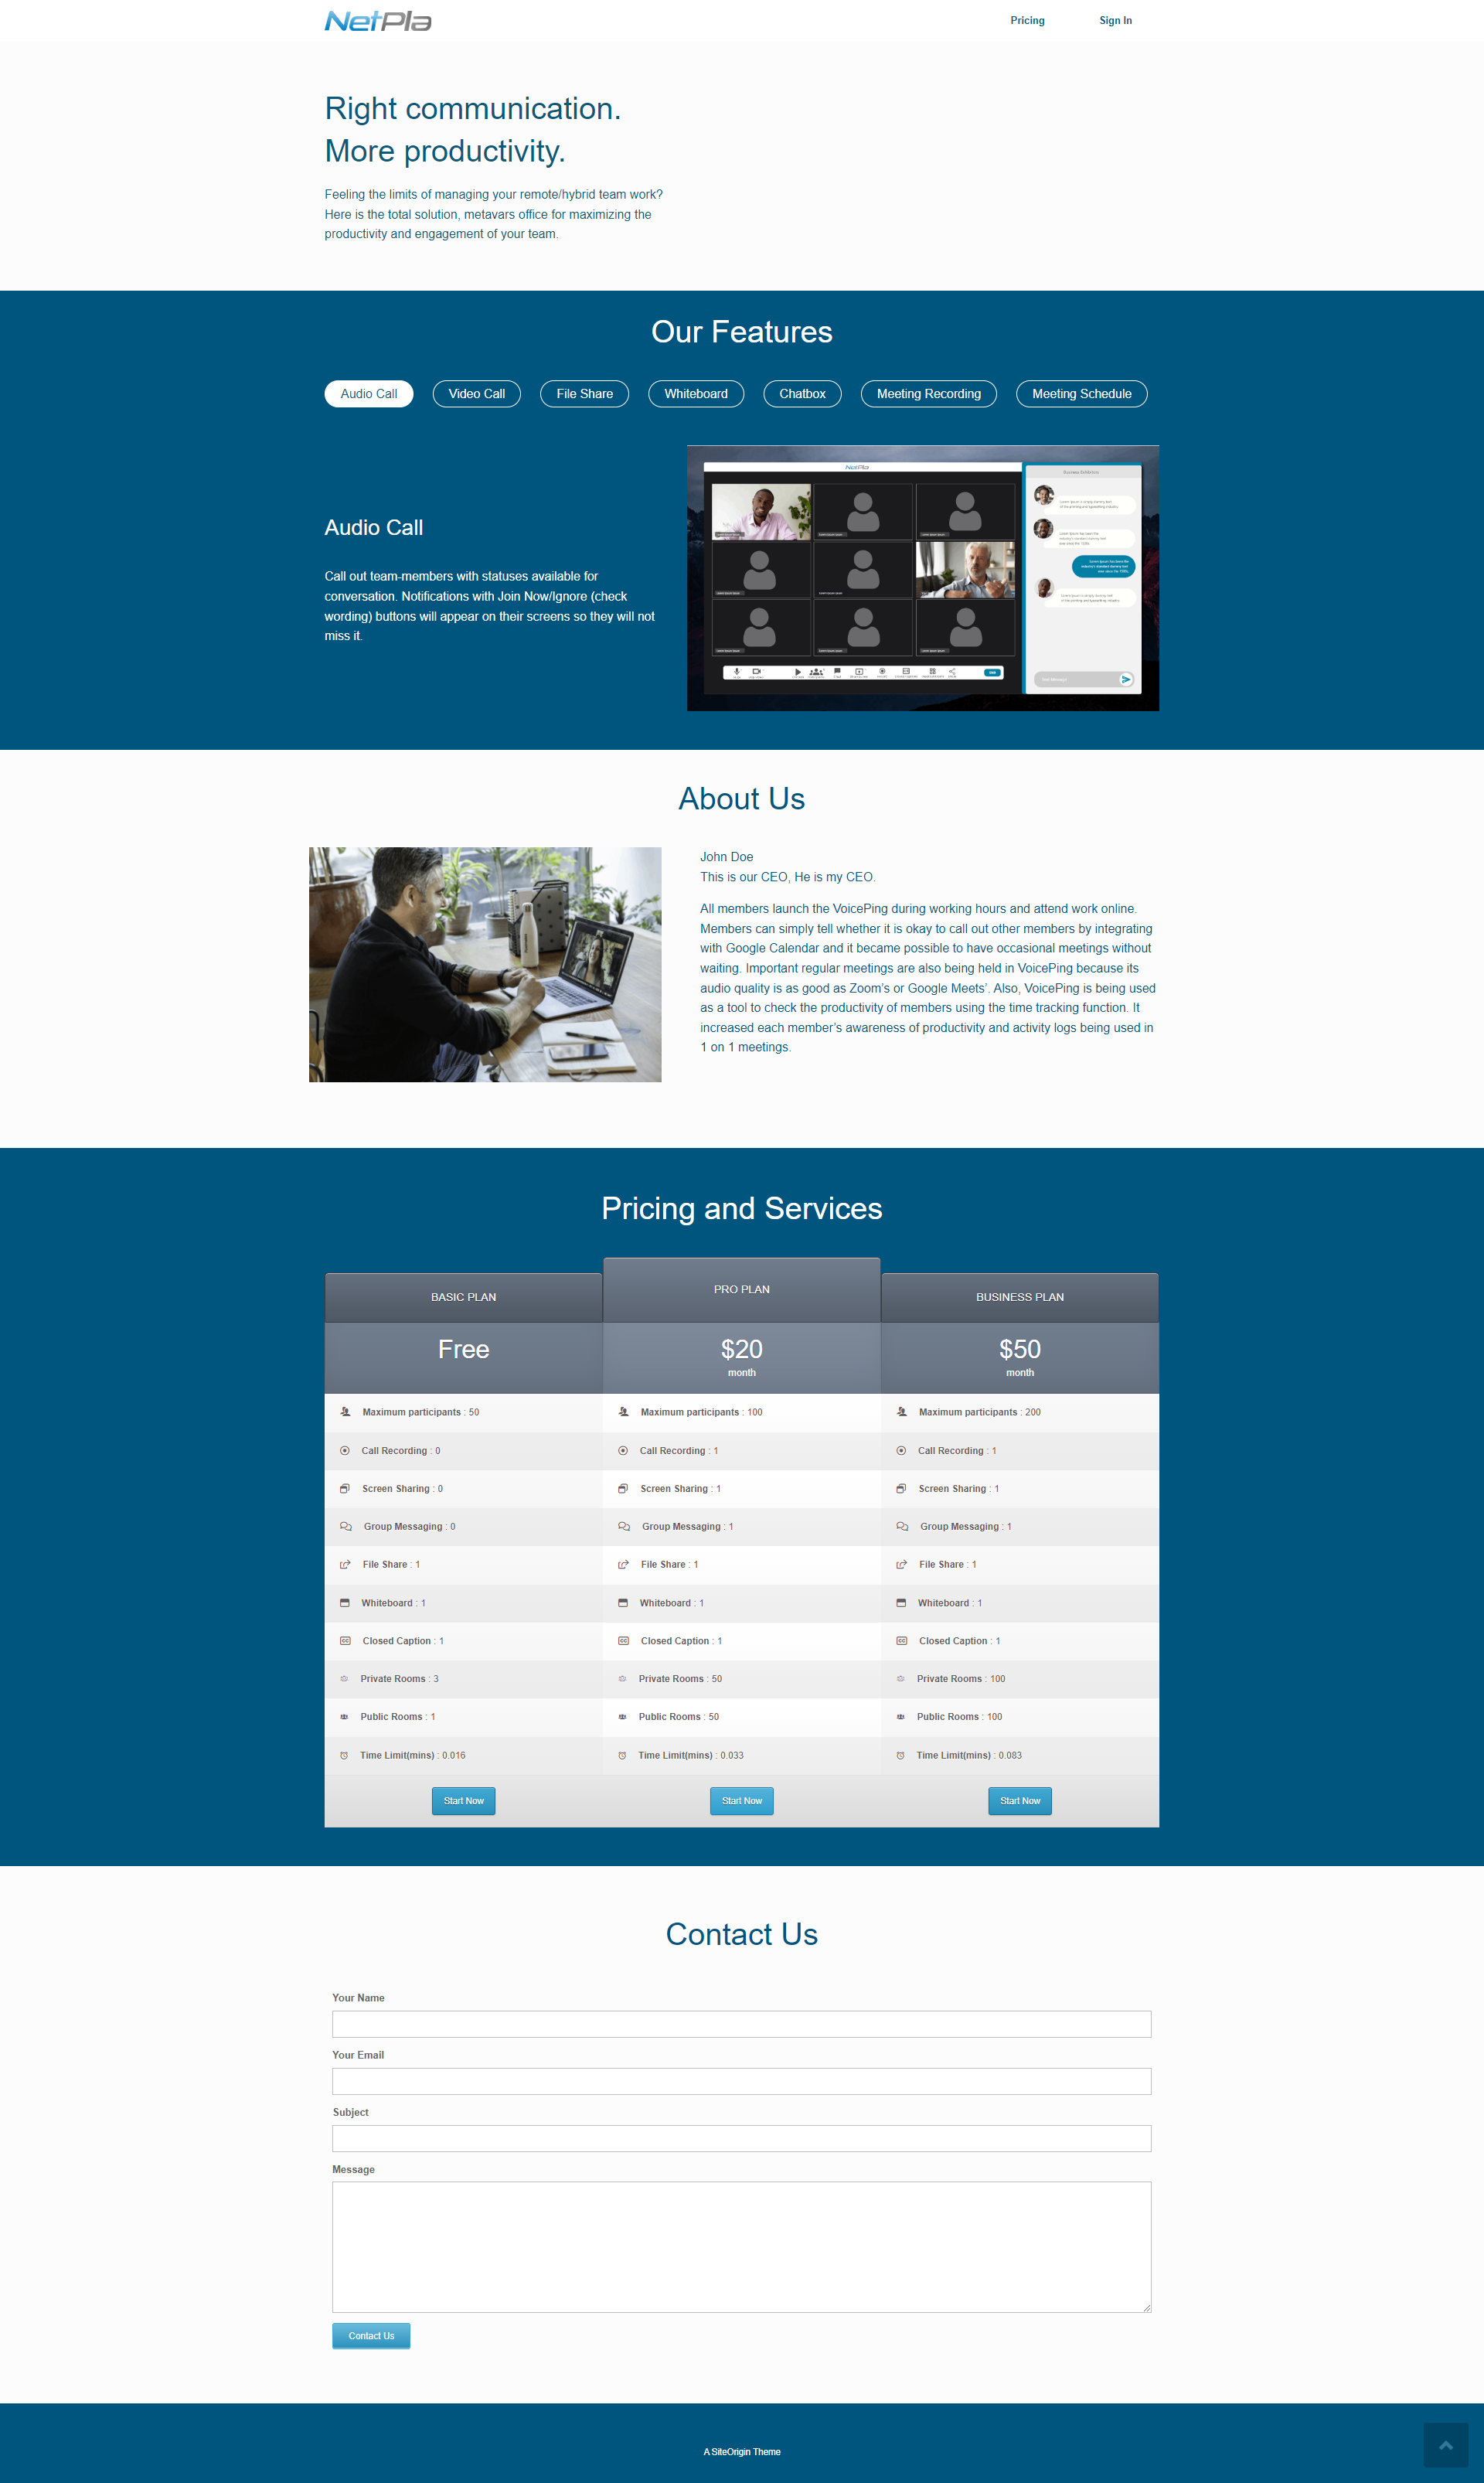 NetPla
Pricing
Sign In
Right communication.
More productivity.
Feeling the limits of managing your remote/hybrid team work?
Here is the total solution, metavars office for maximizing the
productivity and engagement of your team.
Our Features
Audio Call
Video Call
File Share
Whiteboard
Chatbox
Meeting Recording
Meeting Schedule
Audio Call
Call out team-members with statuses available for
conversation. Notifications with Join Now/Ignore (check
wording) buttons will appear on their screens so they will not
miss it.
NetPla
About Us
John Doe
This is our CEO, He is my CEO.
All members launch the VoicePing during working hours and attend work online.
Members can simply tell whether it is okay to call out other members by integrating
with Google Calendar and it became possible to have occasional meetings without
waiting. Important regular meetings are also being held in VoicePing because its
audio quality is as good as Zoom’s or Google Meets’. Also, VoicePing is being used
as a tool to check the productivity of members using the time tracking function. It
increased each member’s awareness of productivity and activity logs being used in
1 on 1 meetings.
Pricing and Services
BASIC PLAN
Free
Maximum participants : 50
Call Recording : 0
Screen Sharing : 0
Group Messaging : 0
File Share : 1
Whiteboard : 1
Closed Caption : 1
Private Rooms : 3
Public Rooms : 1
Time Limit(mins) : 0.016
Start Now
PRO PLAN
$20
month
Maximum participants : 100
Call Recording : 1
Screen Sharing : 1
Group Messaging : 1
File Share : 1
Whiteboard : 1
Closed Caption : 1
Private Rooms : 50
Public Rooms : 50
Time Limit(mins) : 0.033
Start Now
BUSINESS PLAN
$50
month
Maximum participants : 200
Call Recording : 1
Screen Sharing : 1
Group Messaging : 1
File Share : 1
Whiteboard : 1
Closed Caption : 1
Private Rooms : 100
Public Rooms : 100
Time Limit(mins) : 0.083
Start Now
Contact Us
Your Name
Your Email
Subject
Message
Contact Us
A SiteOrigin Theme